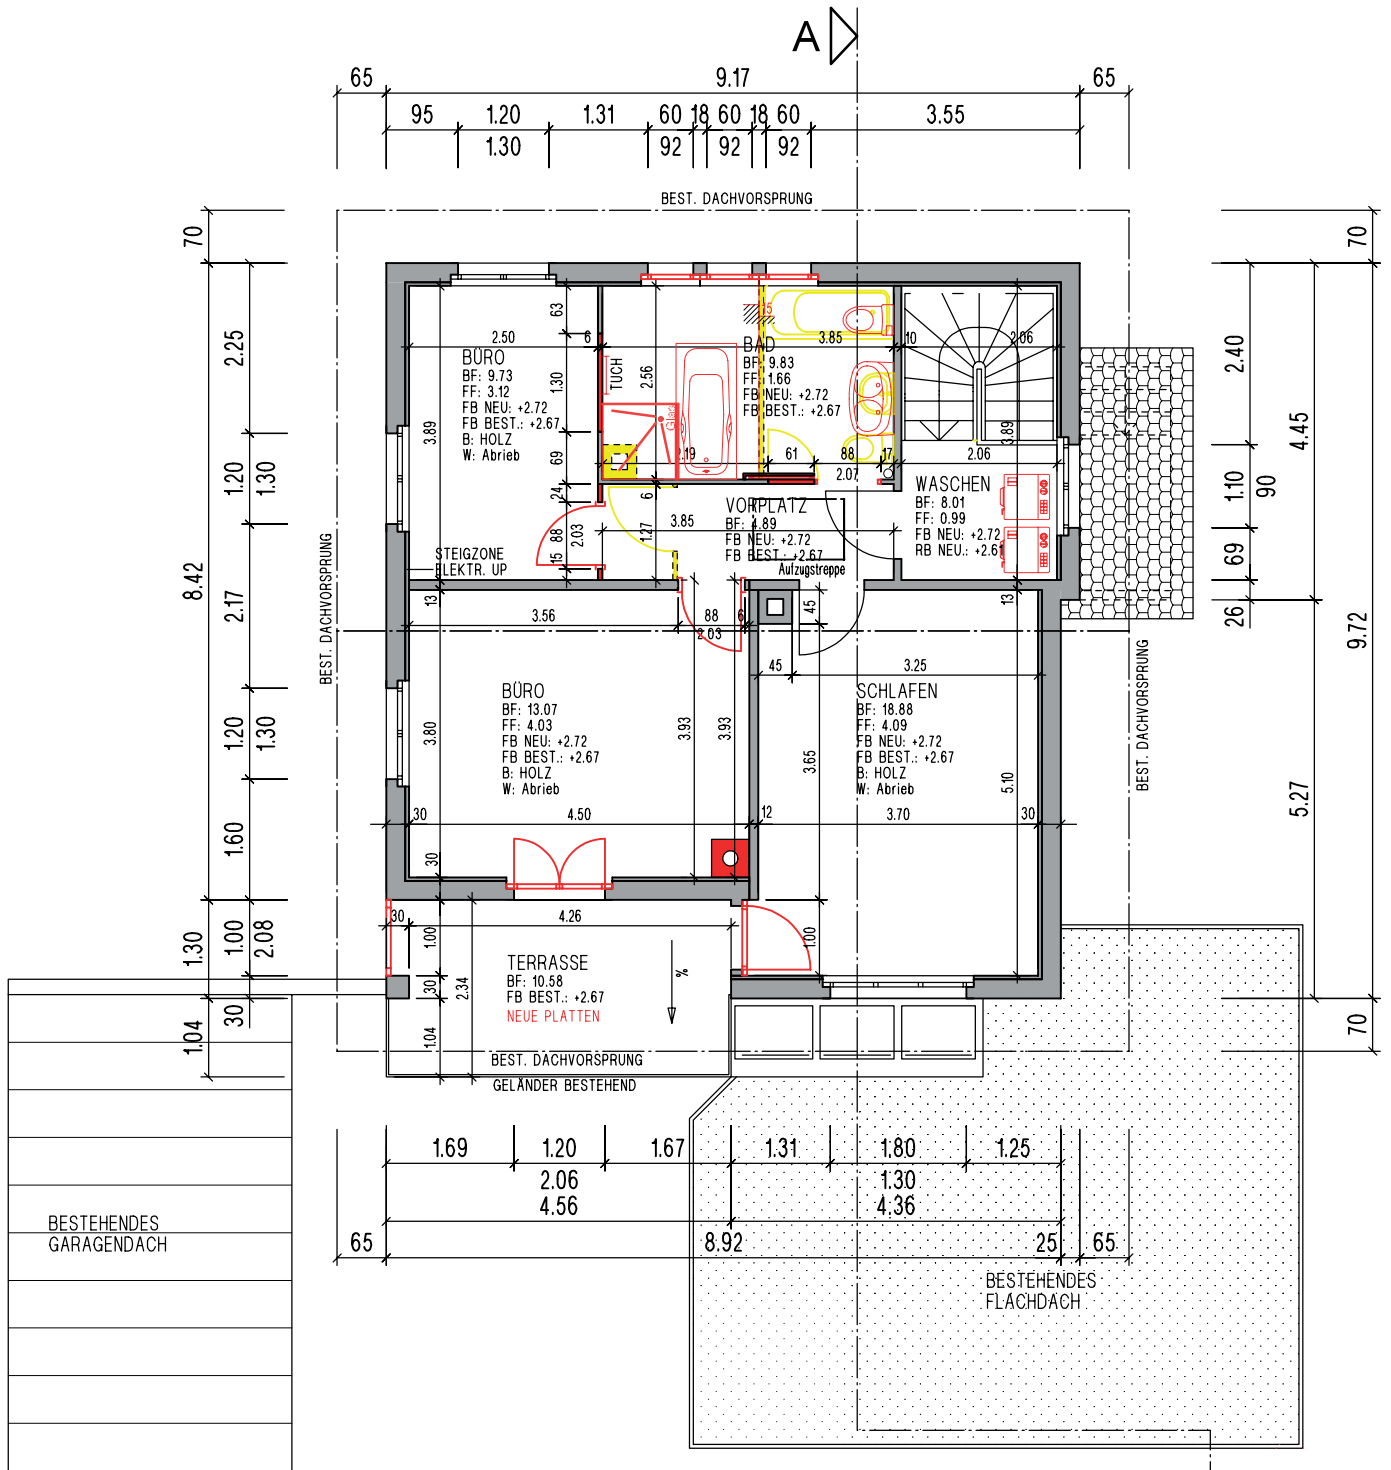 A
65
9.17
65
95
1.20
1.31
60
18
60
18
60
3.55
1.30
92
92
92
BEST. DACHVORSPRUNG
70
70
2.25
1.20
1.30
8.42
2.17
1.20
1.30
1.60
1.30
1.00
2.08
30
1.04
2.40
4.45
1.10
90
69
26
9.72
5.27
70
BEST. DACHVORSPRUNG
BEST. DACHVORSPRUNG
2.50
6
63
BÜRO
BF: 9.73
FF: 3.12
FB NEU: +2.72
FB BEST.: +2.67
B: HOLZ
W: Abrieb
3.89
1.30
69
24
88
15
2.03
STEIGZONE
ELEKTR. UP
TUCH
2.56
Glas
15
BAD
BF: 9.83
FF: 1.66
FB NEU: +2.72
FB BEST.: +2.67
3.85
10
2.06
3.89
2.19
61
88
17
2.07
2.06
WASCHEN
BF: 8.01
FF: 0.99
FB NEU: +2.72
RB NEU.: +2.61
6
1.27
3.85
VORPLATZ
BF: 4.89
FB NEU: +2.72
FB BEST.: +2.67
Aufzugstreppe
13
3.56
88
6
2.03
45
13
45
3.25
BÜRO
BF: 13.07
FF: 4.03
FB NEU: +2.72
FB BEST.: +2.67
B: HOLZ
W: Abrieb
3.80
3.93
3.93
3.65
SCHLAFEN
BF: 18.88
FF: 4.09
FB NEU: +2.72
FB BEST.: +2.67
B: HOLZ
W: Abrieb
5.10
30
4.50
12
3.70
30
30
30
4.26
1.00
1.00
30
2.34
1.04
TERRASSE
BF: 10.58
FB BEST.: +2.67
NEUE PLATTEN
%
BEST. DACHVORSPRUNG
GELÄNDER BESTEHEND
1.69
1.20
1.67
1.31
1.80
1.25
2.06
1.30
4.56
4.36
65
8.92
25
65
BESTEHENDES
GARAGENDACH
BESTEHENDES
FLACHDACH